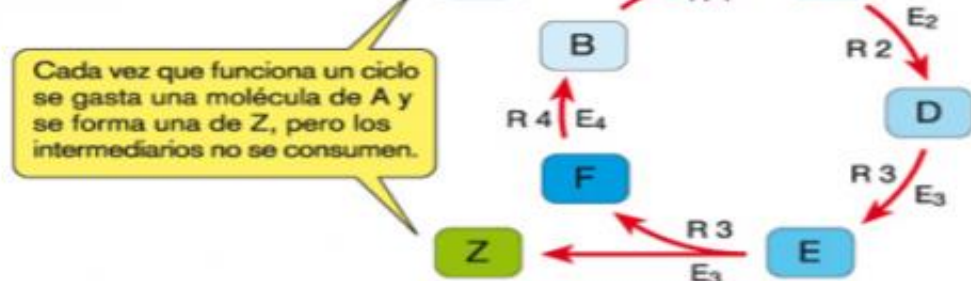 E₂
R 2
B
Cada vez que funciona un ciclo
se gasta una molécula de A y
se forma una de Z, pero los
intermediarios no se consumen.
D
R 4
E₄
R 3
E₃
F
R 3
Z
E
E₃